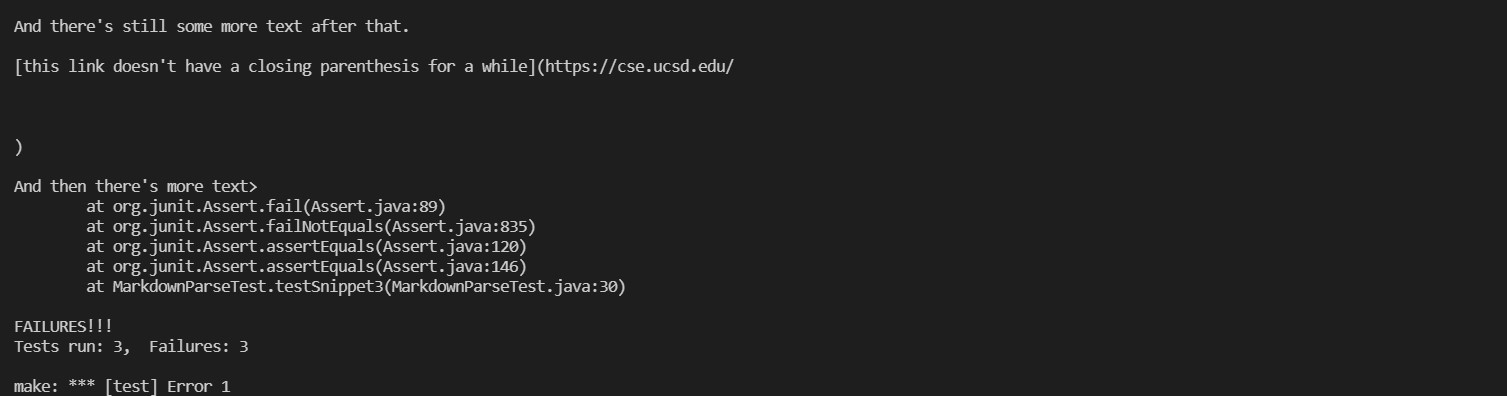 And there's still some more text after that.
[this link doesn't have a closing parenthesis for a while](https://cse.ucsd.edu/
)
And then there's more text>
at org.junit.Assert.fail(Assert.java:89)
at org.junit.Assert.failNotEquals(Assert.java:835)
at org.junit.Assert.assertEquals(Assert.java:120)
at org.junit.Assert.assertEquals(Assert.java:146)
at MarkdownParseTest.testSnippet3(MarkdownParseTest.java:30)
FAILURES!!!
Tests run: 3,  Failures: 3
make: *** [test] Error 1